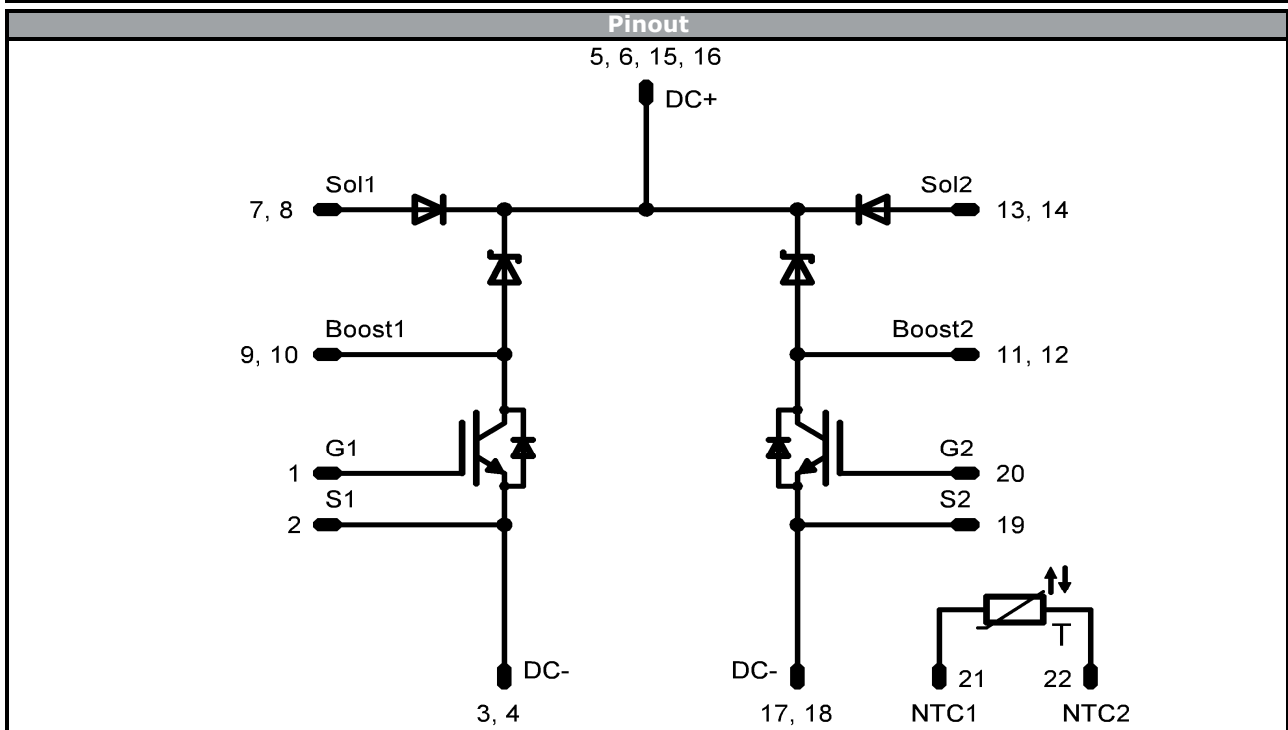 Pinout
5, 6, 15, 16
DC+
Sol1
Sol2
7, 8
13, 14
Boost1
Boost2
9, 10
11, 12
G1
G2
1
20
S1
S2
2
19
T
DC-
DC-
21
22
3, 4
17, 18
NTC1
NTC2